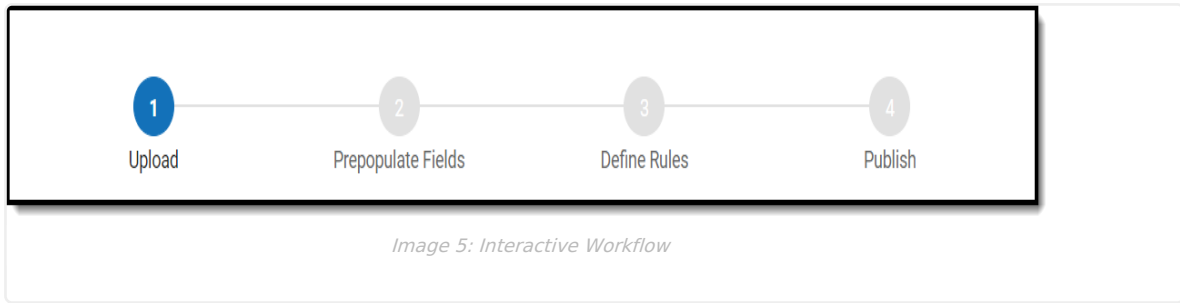 1 2 3 4
Upload Prepopulate Fields Define Rules Publish
Image 5: Interactive Workflow